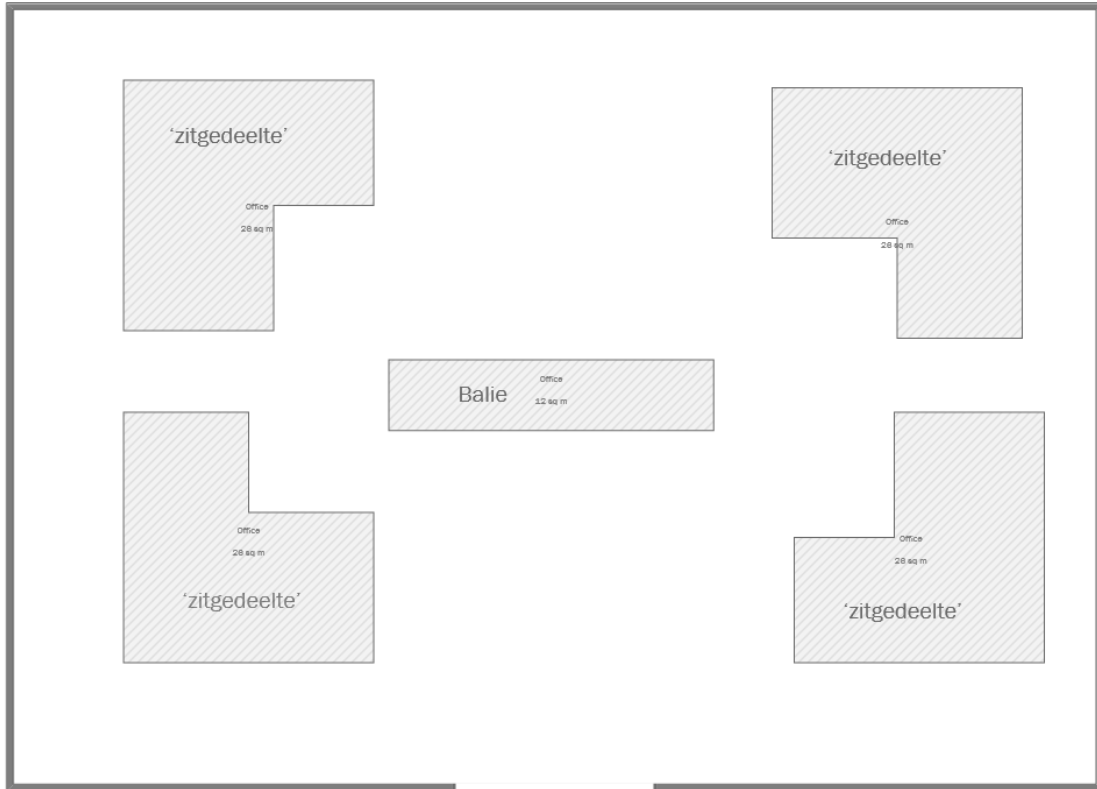 ‘zitgedeelte’
Office
28 sq m
‘zitgedeelte’
Office
28 sq m
Balie
Office
12 sq m
Office
28 sq m
‘zitgedeelte’
Office
28 sq m
‘zitgedeelte’